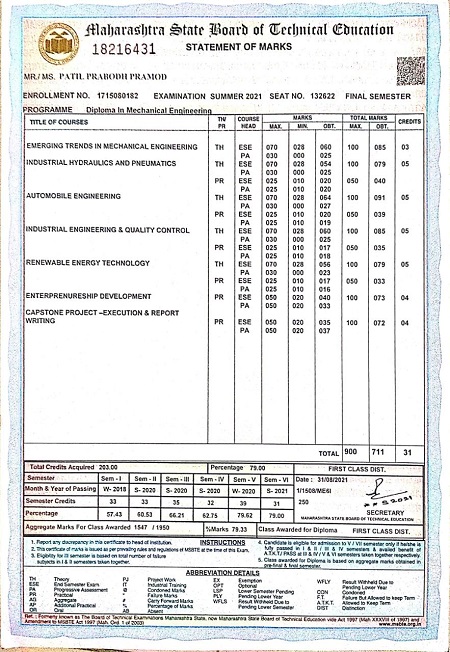 Maharashtra State Board of Technical Education
18216431 STATEMENT OF MARKS
MR./ MS. PATIL PRABODH PRAMOD
ENROLLMENT NO. 1715080182 EXAMINATION SUMMER 2021 SEAT NO. 132622 FINAL SEMESTER
PROGRAMME Diploma In Mechanical Engineering
TITLE OF COURSES TH/ PR COURSE HEAD MARKS MAX. MIN. OBT. TOTAL MARKS MAX. OBT. CREDITS
EMERGING TRENDS IN MECHANICAL ENGINEERING TH ESE 070 028 060 100 085 03
PA 030 000 025
INDUSTRIAL HYDRAULICS AND PNEUMATICS TH ESE 070 028 054 100 079 05
PA 030 000 025
PR ESE 025 010 020 050 040
PA 025 010 020
AUTOMOBILE ENGINEERING TH ESE 070 028 064 100 091 05
PA 030 000 027
PR ESE 025 010 020 050 039
PA 025 010 019
INDUSTRIAL ENGINEERING & QUALITY CONTROL TH ESE 070 028 060 100 085 05
PA 030 000 025
PR ESE 025 010 017 050 035
PA 025 010 018
RENEWABLE ENERGY TECHNOLOGY TH ESE 070 028 056 100 079 05
PA 030 000 023
PR ESE 025 010 017 050 033
PA 025 010 016
ENTERPRENURESHIP DEVELOPMENT PR ESE 050 020 040 100 073 04
PA 050 020 033
CAPSTONE PROJECT –EXECUTION & REPORT
WRITING PR ESE 050 020 035 100 072 04
PA 050 020 037
TOTAL 900 711 31
Total Credits Acquired 203.00 Percentage 79.00 FIRST CLASS DIST.
Semester Sem - I Sem - II Sem - III Sem - IV Sem - V Sem - VI Date : 31/08/2021
Month & Year of Passing W- 2018 S- 2020 S- 2020 S- 2020 W- 2020 S- 2021 1/1508/ME6I
Semester Credits 33 33 35 32 39 31 250
Percentage 57.43 60.53 66.21 62.75 79.62 79.00 SECRETARY
MAHARASHTRA STATE BOARD OF TECHNICAL EDUCATION
Aggregate Marks For Class Awarded 1547 / 1950 %Marks 79.33 Class Awarded for Diploma FIRST CLASS DIST.
INSTRUCTIONS
1. Report any discrepancy in this certificate to head of institution.
2. This certificate of marks is issued as per prevailing rules and regulations of MSBTE at the time of this Exam.
3. Eligibility for III semester is based on total number of failure
subjects in I & II semesters taken together.
4. Candidate is eligible for admission to V / VII semester only if he/she is
fully passed in I & II / III & IV semesters & availed benefit of
A.T.K.T./ PASS at III & IV / V & VI semesters taken together respectively.
5. Class awarded for Diploma is based on aggregate marks obtained in
pre-final & final semester.
ABBREVIATION DETAILS
TH Theory PJ Project Work EX Exemption WFLY Result Withheld Due to
ESE End Semester Exam IT Industrial Training OPT Optional Pending Lower Year
PA Progressive Assessment @ Condoned Marks LSP Lower Semester Pending CON Condoned
PR Practical * Failure Marks PLY Pending Lower Year F.T. Failure But Allowed to keep Term
AG Aggregate # Carry Forward Marks WFLS Result Withheld Due to A.T.K.T. Allowed to Keep Term
AP Additional Practical % Percentage of Marks Pending Lower Semester DIST Distinction
OR Oral AB Absent
Ref. : Formerly known as The Board of Technical Examinations Maharashtra State, now Maharashtra State Board of Technical Education vide Act 1997 (Mah.XXXVIII of 1997) and
Amendment to MSBTE Act 1997 (Mah. Ord. 1 of 2003) www.msbte.org.in